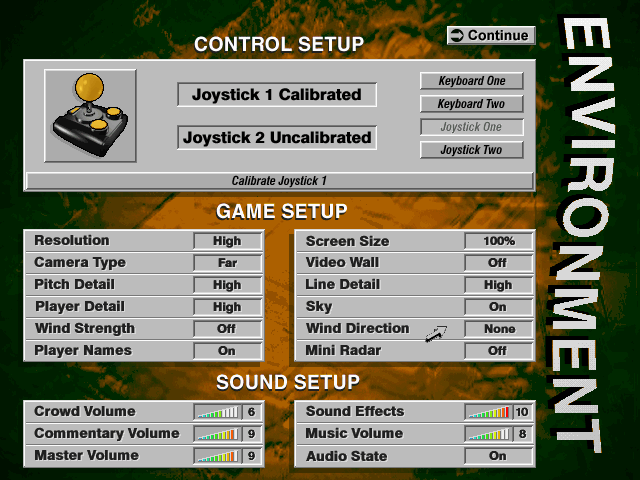 CONTROL SETUP
Continue
ENVIRONMENT
Joystick 1 Calibrated
Joystick 2 Uncalibrated
Keyboard One
Keyboard Two
Joystick One
Joystick Two
Calibrate Joystick 1
GAME SETUP
Resolution High
Camera Type Far
Pitch Detail High
Player Detail High
Wind Strength Off
Player Names On
Screen Size 100%
Video Wall Off
Line Detail High
Sky On
Wind Direction None
Mini Radar Off
SOUND SETUP
Crowd Volume 6
Commentary Volume 9
Master Volume 9
Sound Effects 10
Music Volume 8
Audio State On